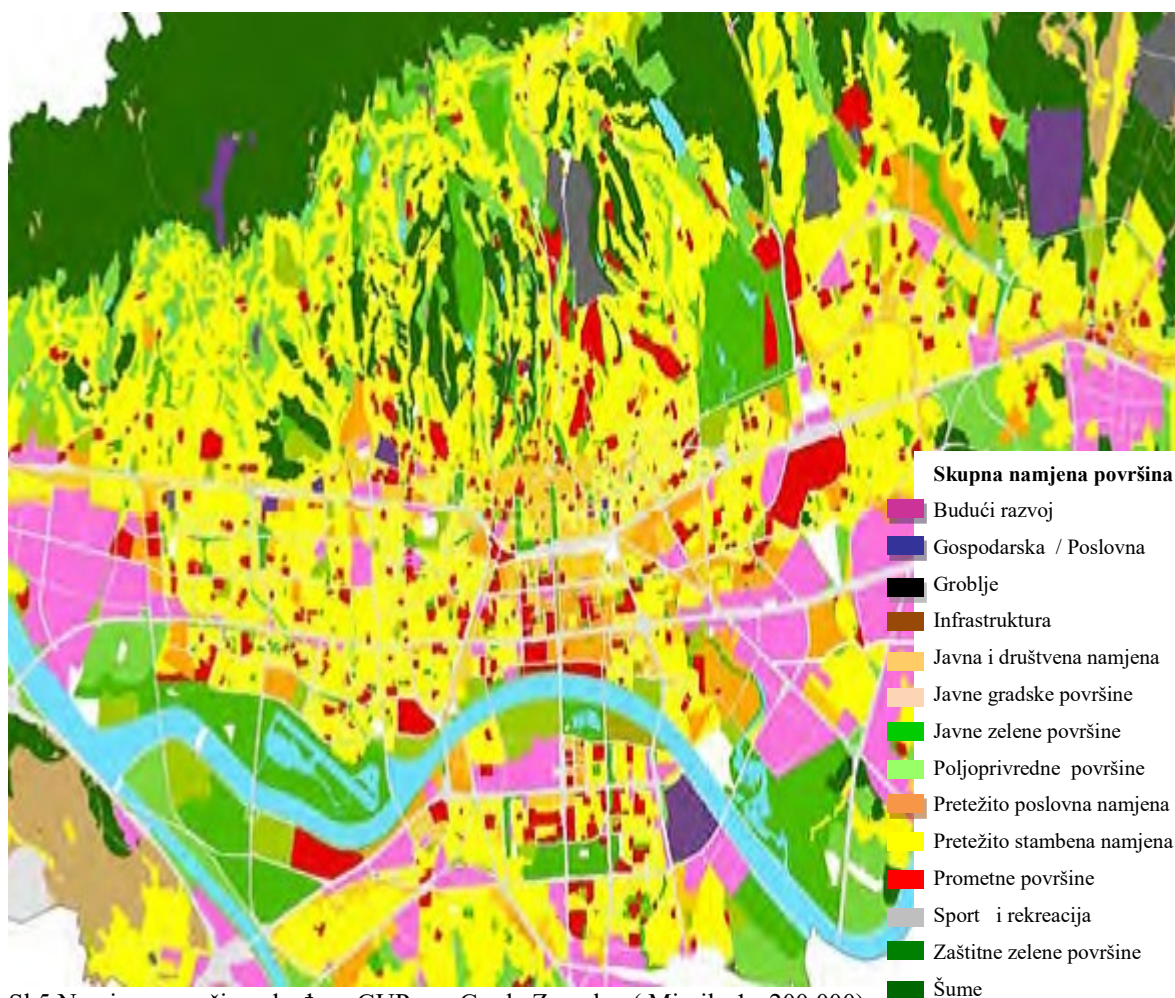 Skupna namjena površina
Budući razvoj
Gospodarska / Poslovna
Groblje
Infrastruktura
Javna i društvena namjena
Javne gradske površine
Javne zelene površine
Poljoprivredne površine
Pretežito poslovna namjena
Pretežito stambena namjena
Prometne površine
Sport i rekreacija
Zaštitne zelene površine
Šume